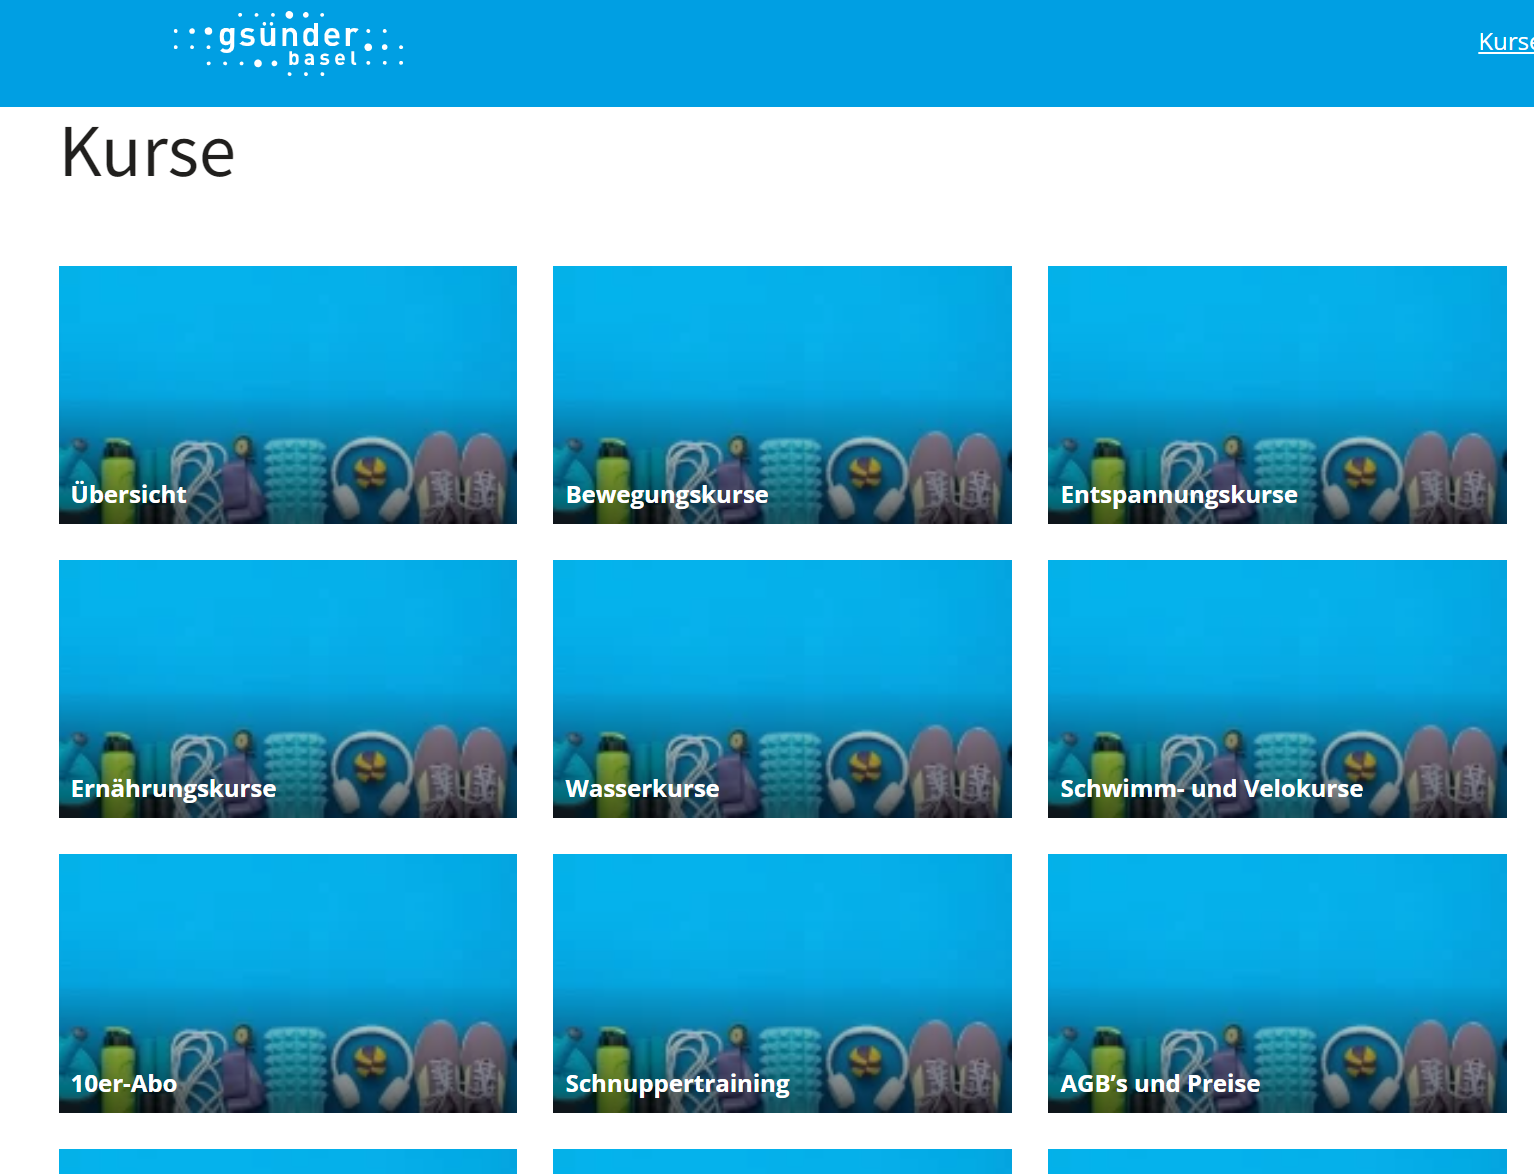 gsünder
basel
Kurse
Kurse
Übersicht
Bewegungskurse
Entspannungskurse
Ernährungskurse
Wasserkurse
Schwimm- und Velokurse
10er-Abo
Schnuppertraining
AGB’s und Preise